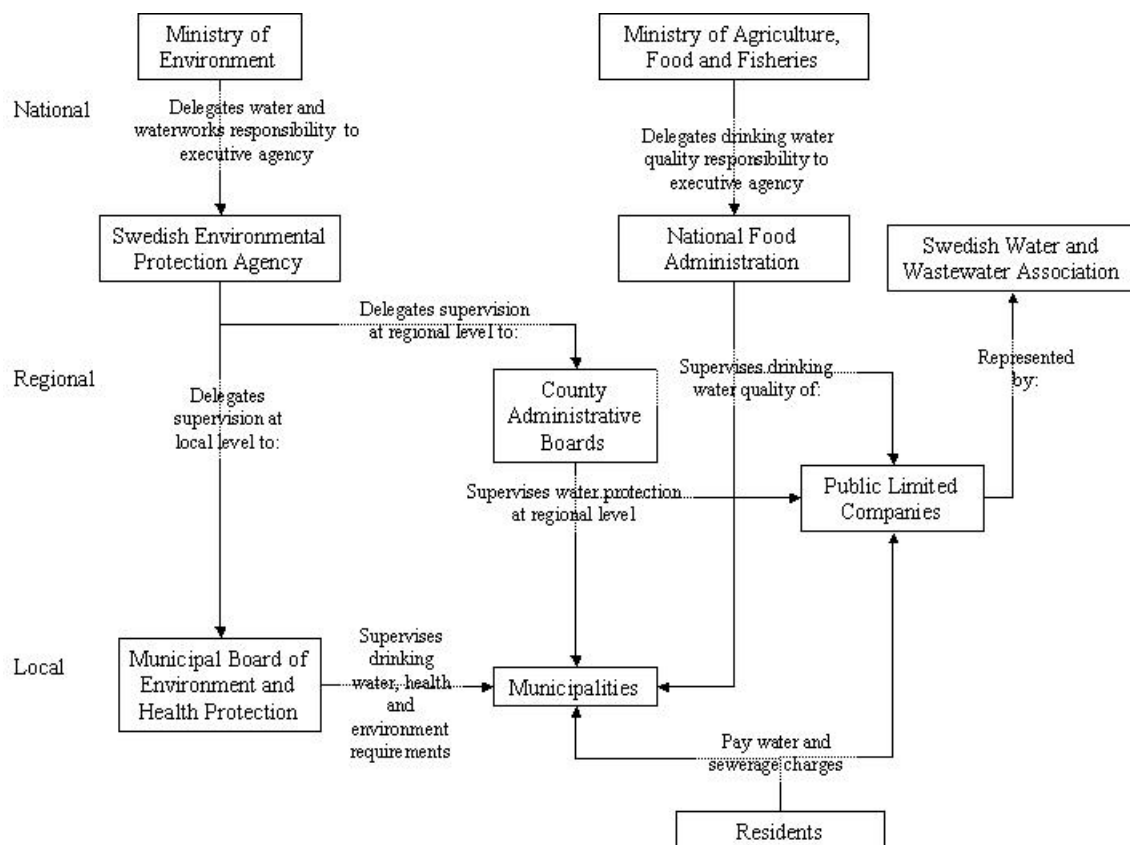 Ministry of
Environment
Ministry of Agriculture,
Food and Fisheries
National
Delegates water and
waterworks responsibility to
executive agency
Delegates drinking water
quality responsibility to
executive agency
Swedish Environmental
Protection Agency
National Food
Administration
Swedish Water and
Wastewater Association
Delegates supervision
at regional level to:
Regional
Delegates
supervision at
local level to:
County
Administrative
Boards
Supervises drinking
water quality of:
Represented
by:
Supervises water protection
at regional level
Public Limited
Companies
Local
Municipal Board of
Environment and
Health Protection
Supervises
drinking
water, health
and
environment
requirements
Municipalities
Pay water and
sewerage charges
Residents